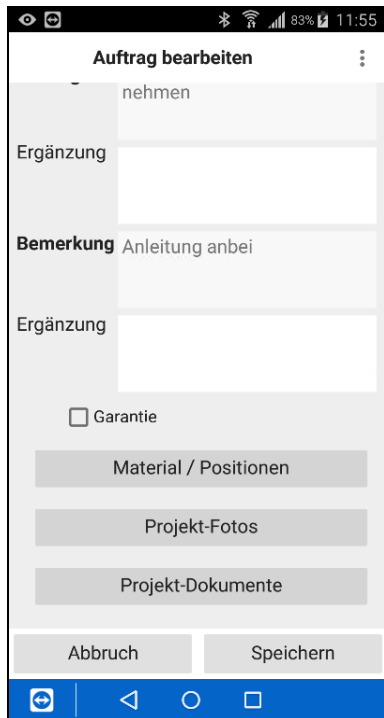 83% 11:55
Auftrag bearbeiten
nehmen
Ergänzung
Bemerkung Anleitung anbei
Ergänzung
Garantie
Material / Positionen
Projekt-Fotos
Projekt-Dokumente
Abbruch Speichern